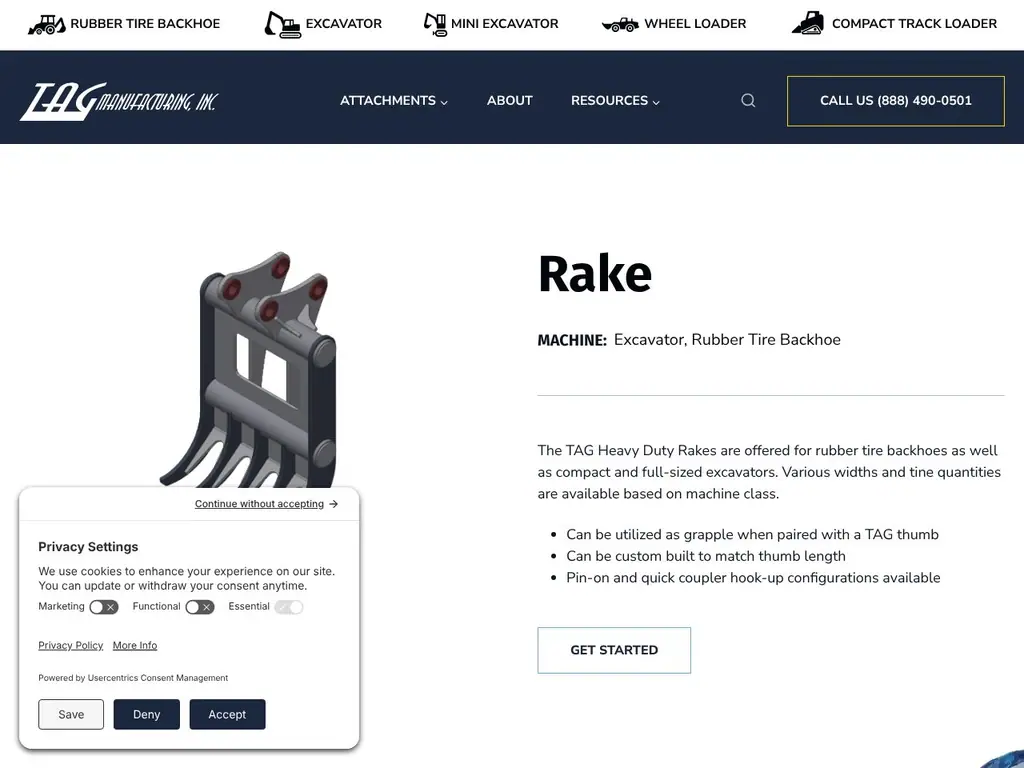 RUBBER TIRE BACKHOE
EXCAVATOR
MINI EXCAVATOR
WHEEL LOADER
COMPACT TRACK LOADER
TAG MANUFACTURING, INC.
ATTACHMENTS
ABOUT
RESOURCES
CALL US (888) 490-0501
Rake
MACHINE: Excavator, Rubber Tire Backhoe
The TAG Heavy Duty Rakes are offered for rubber tire backhoes as well
as compact and full-sized excavators. Various widths and tine quantities
are available based on machine class.
• Can be utilized as grapple when paired with a TAG thumb
• Can be custom built to match thumb length
• Pin-on and quick coupler hook-up configurations available
GET STARTED
Continue without accepting →
Privacy Settings
We use cookies to enhance your experience on our site.
You can update or withdraw your consent anytime.
Marketing Functional Essential
Privacy Policy More Info
Powered by Usercentrics Consent Management
Save Deny Accept